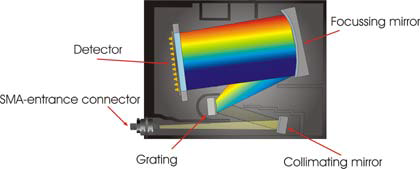 Focussing mirror
Detector
SMA-entrance connector
Grating
Collimating mirror